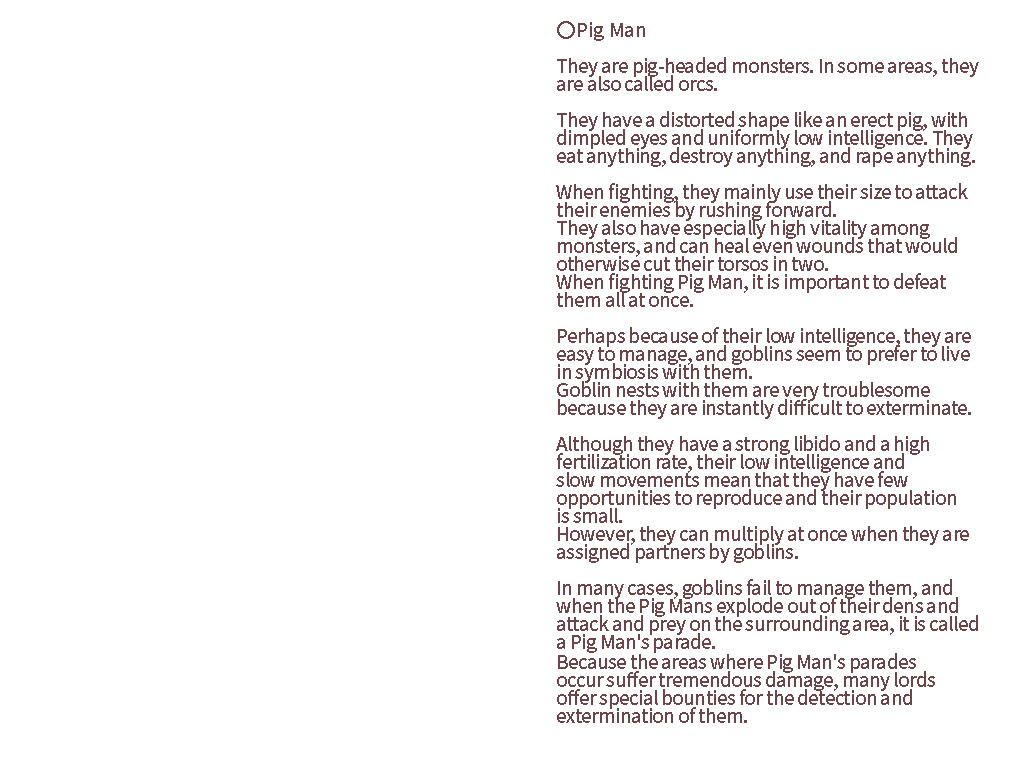 ○Pig Man
They are pig-headed monsters. In some areas, they
are also called orcs.
They have a distorted shape like an erect pig, with
dimpled eyes and uniformly low intelligence. They
eat anything, destroy anything, and rape anything.
When fighting, they mainly use their size to attack
their enemies by rushing forward.
They also have especially high vitality among
monsters, and can heal even wounds that would
otherwise cut their torsos in two.
When fighting Pig Man, it is important to defeat
them all at once.
Perhaps because of their low intelligence, they are
easy to manage, and goblins seem to prefer to live
in symbiosis with them.
Goblin nests with them are very troublesome
because they are instantly difficult to exterminate.
Although they have a strong libido and a high
fertilization rate, their low intelligence and
slow movements mean that they have few
opportunities to reproduce and their population
is small.
However, they can multiply at once when they are
assigned partners by goblins.
In many cases, goblins fail to manage them, and
when the Pig Mans explode out of their dens and
attack and prey on the surrounding area, it is called
a Pig Man's parade.
Because the areas where Pig Man's parades
occur suffer tremendous damage, many lords
offer special bounties for the detection and
extermination of them.